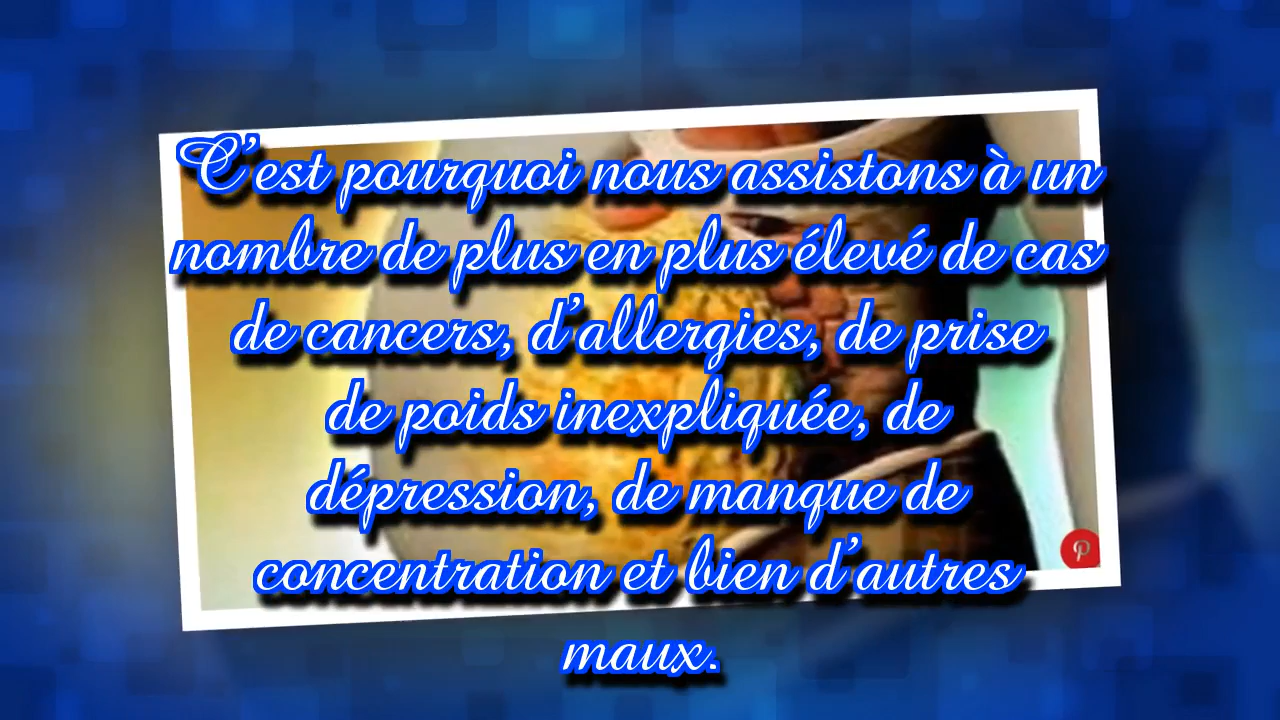 C’est pourquoi nous assistons à un
nombre de plus en plus élevé de cas
de cancers, d’allergies, de prise
de poids inexpliquée, de
dépression, de manque de
concentration et bien d’autres
maux.